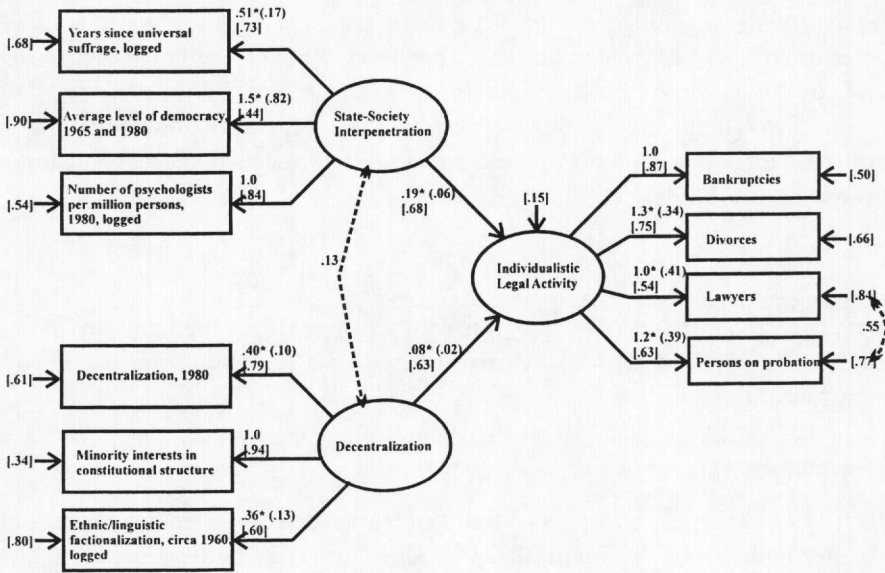 .51* (.17)
[.73]
[.68]
Years since universal
suffrage, logged
1.5* (.82)
[.44]
[.90]
Average level of democracy,
1965 and 1980
1.0
[.84]
[.54]
Number of psychologists
per million persons,
1980, logged
State-Society
Interpenetration
.19* (.06)
[.68]
.13
[.15]
Individualistic
Legal Activity
1.0
[.87]
Bankruptcies
[.50]
1.3* (.34)
[.75]
Divorces
[.66]
1.0* (.41)
[.54]
Lawyers
[.84]
.55
1.2* (.39)
[.63]
Persons on probation
[.77]
.08* (.02)
[.63]
.40* (.10)
[.79]
[.61]
Decentralization, 1980
1.0
[.94]
[.34]
Minority interests in
constitutional structure
Decentralization
.36* (.13)
[.60]
[.80]
Ethnic/linguistic
factionalization, circa 1960,
logged